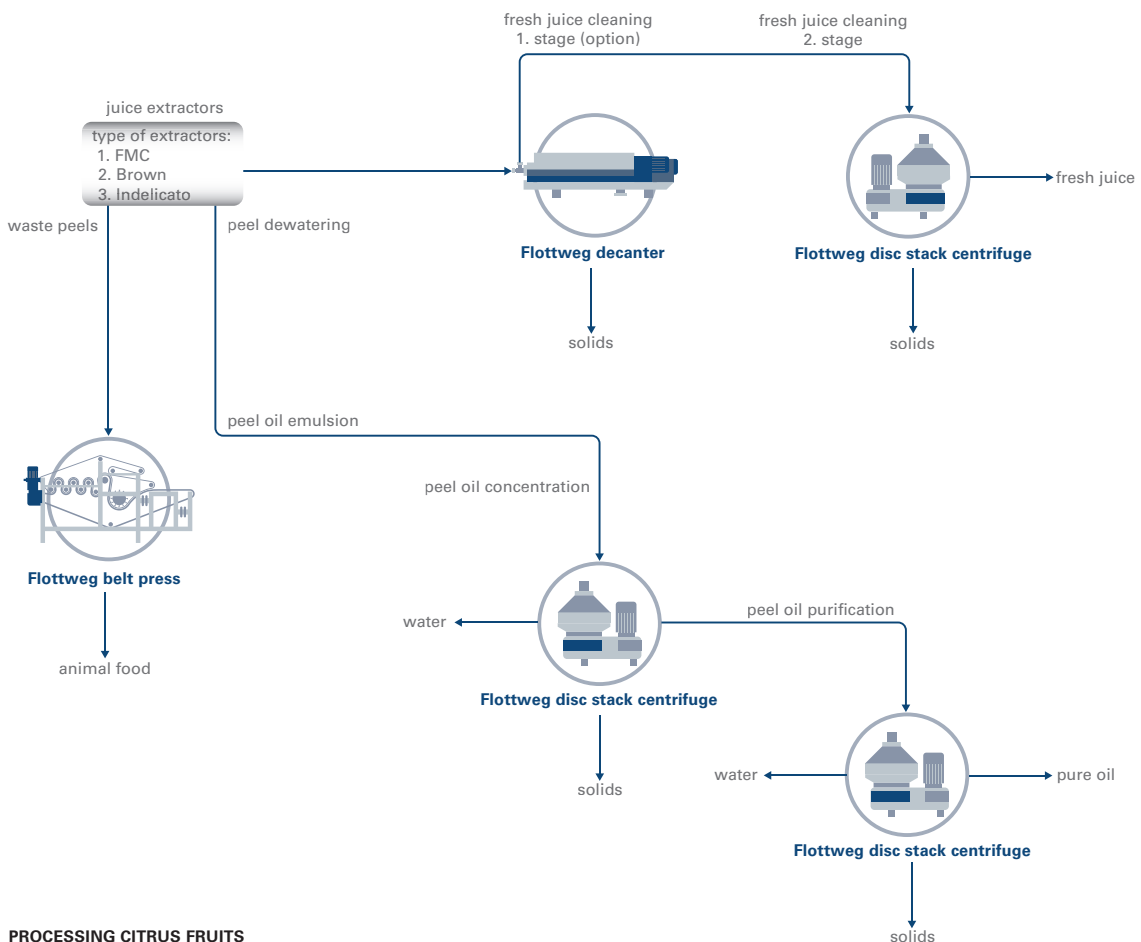 fresh juice cleaning
1. stage (option)
fresh juice cleaning
2. stage
juice extractors
type of extractors:
1. FMC
2. Brown
3. Indelicato
fresh juice
waste peels
peel dewatering
Flottweg decanter
Flottweg disc stack centrifuge
solids
solids
peel oil emulsion
peel oil concentration
Flottweg belt press
animal food
water
peel oil purification
Flottweg disc stack centrifuge
solids
water
pure oil
Flottweg disc stack centrifuge
solids
PROCESSING CITRUS FRUITS